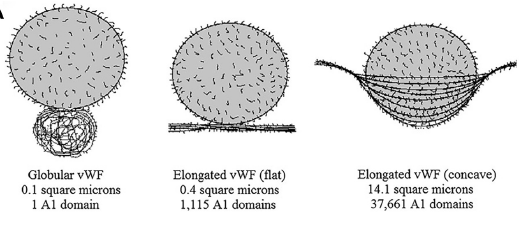 A
Globular vWF
0.1 square microns
1 A1 domain
Elongated vWF (flat)
0.4 square microns
1,115 A1 domains
Elongated vWF (concave)
14.1 square microns
37,661 A1 domains